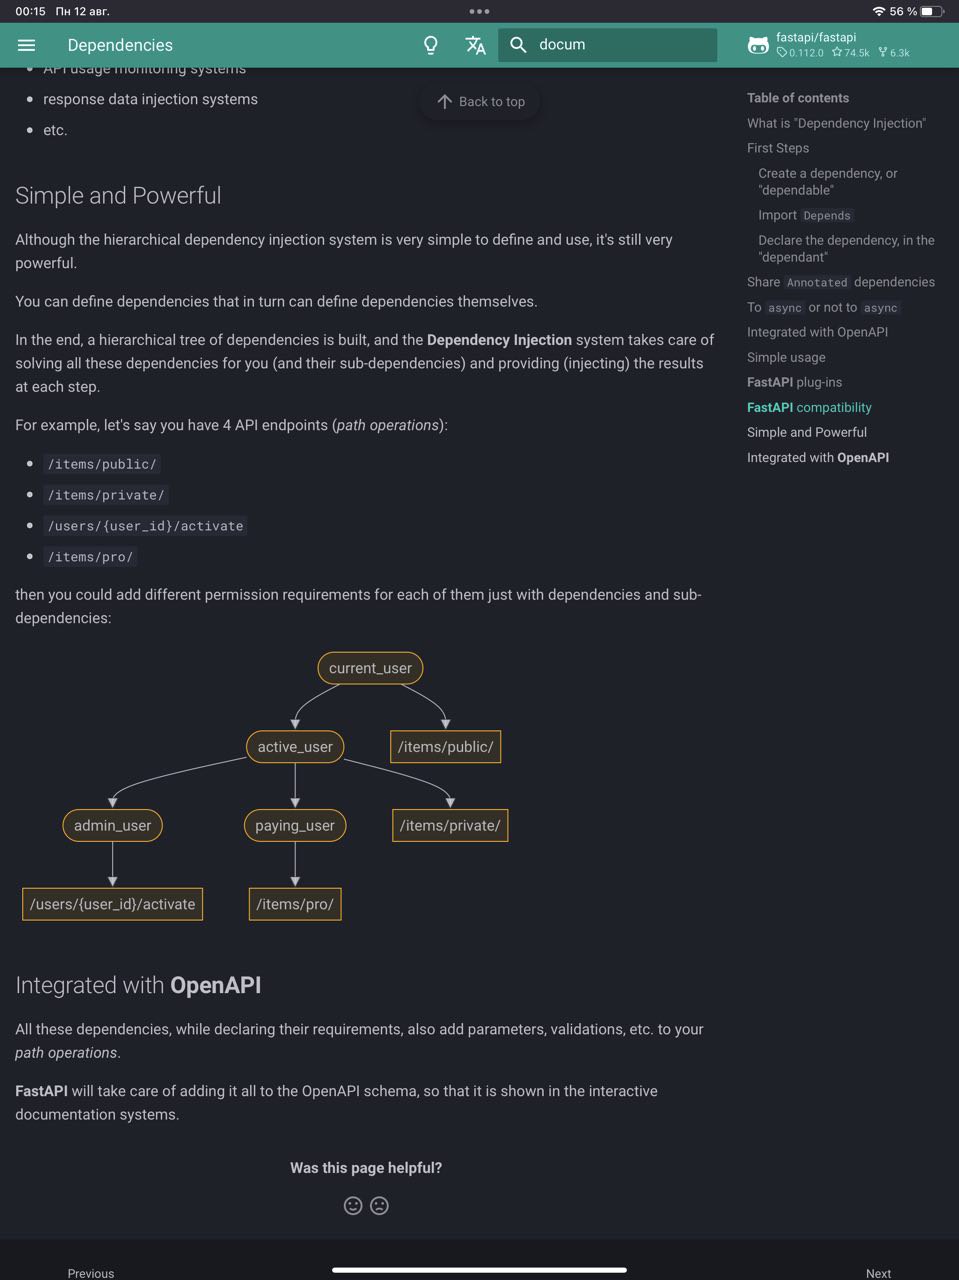 00:15 Пн 12 авг. 56 %
Dependencies
docum
fastapi/fastapi
0.112.0 74.5k 6.3k
API usage monitoring systems
response data injection systems
etc.
Back to top
Simple and Powerful
Although the hierarchical dependency injection system is very simple to define and use, it's still very
powerful.
You can define dependencies that in turn can define dependencies themselves.
In the end, a hierarchical tree of dependencies is built, and the Dependency Injection system takes care of
solving all these dependencies for you (and their sub-dependencies) and providing (injecting) the results
at each step.
For example, let's say you have 4 API endpoints (path operations):
/items/public/
/items/private/
/users/{user_id}/activate
/items/pro/
then you could add different permission requirements for each of them just with dependencies and sub-
dependencies:
current_user
active_user
/items/public/
admin_user
paying_user
/items/private/
/users/{user_id}/activate
/items/pro/
Integrated with OpenAPI
All these dependencies, while declaring their requirements, also add parameters, validations, etc. to your
path operations.
FastAPI will take care of adding it all to the OpenAPI schema, so that it is shown in the interactive
documentation systems.
Was this page helpful?
Table of contents
What is "Dependency Injection"
First Steps
Create a dependency, or
"dependable"
Import Depends
Declare the dependency, in the
"dependant"
Share Annotated dependencies
To async or not to async
Integrated with OpenAPI
Simple usage
FastAPI plug-ins
FastAPI compatibility
Simple and Powerful
Integrated with OpenAPI
Previous
Next